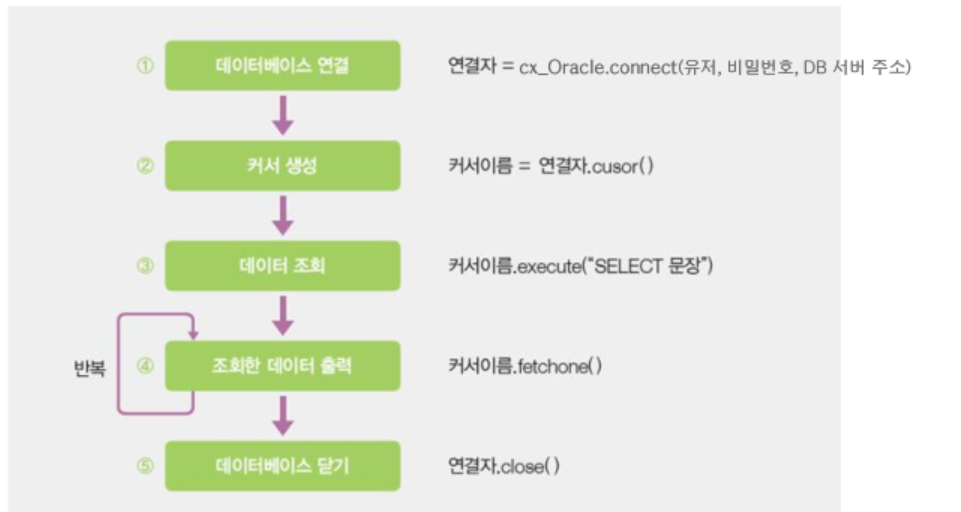 ① 데이터베이스 연결 연결자 = cx_Oracle.connect(유저, 비밀번호, DB 서버 주소)
② 커서 생성 커서이름 = 연결자.cusor()
③ 데이터 조회 커서이름.execute("SELECT 문장")
반복 ④ 조회한 데이터 출력 커서이름.fetchone()
⑤ 데이터베이스 닫기 연결자.close()